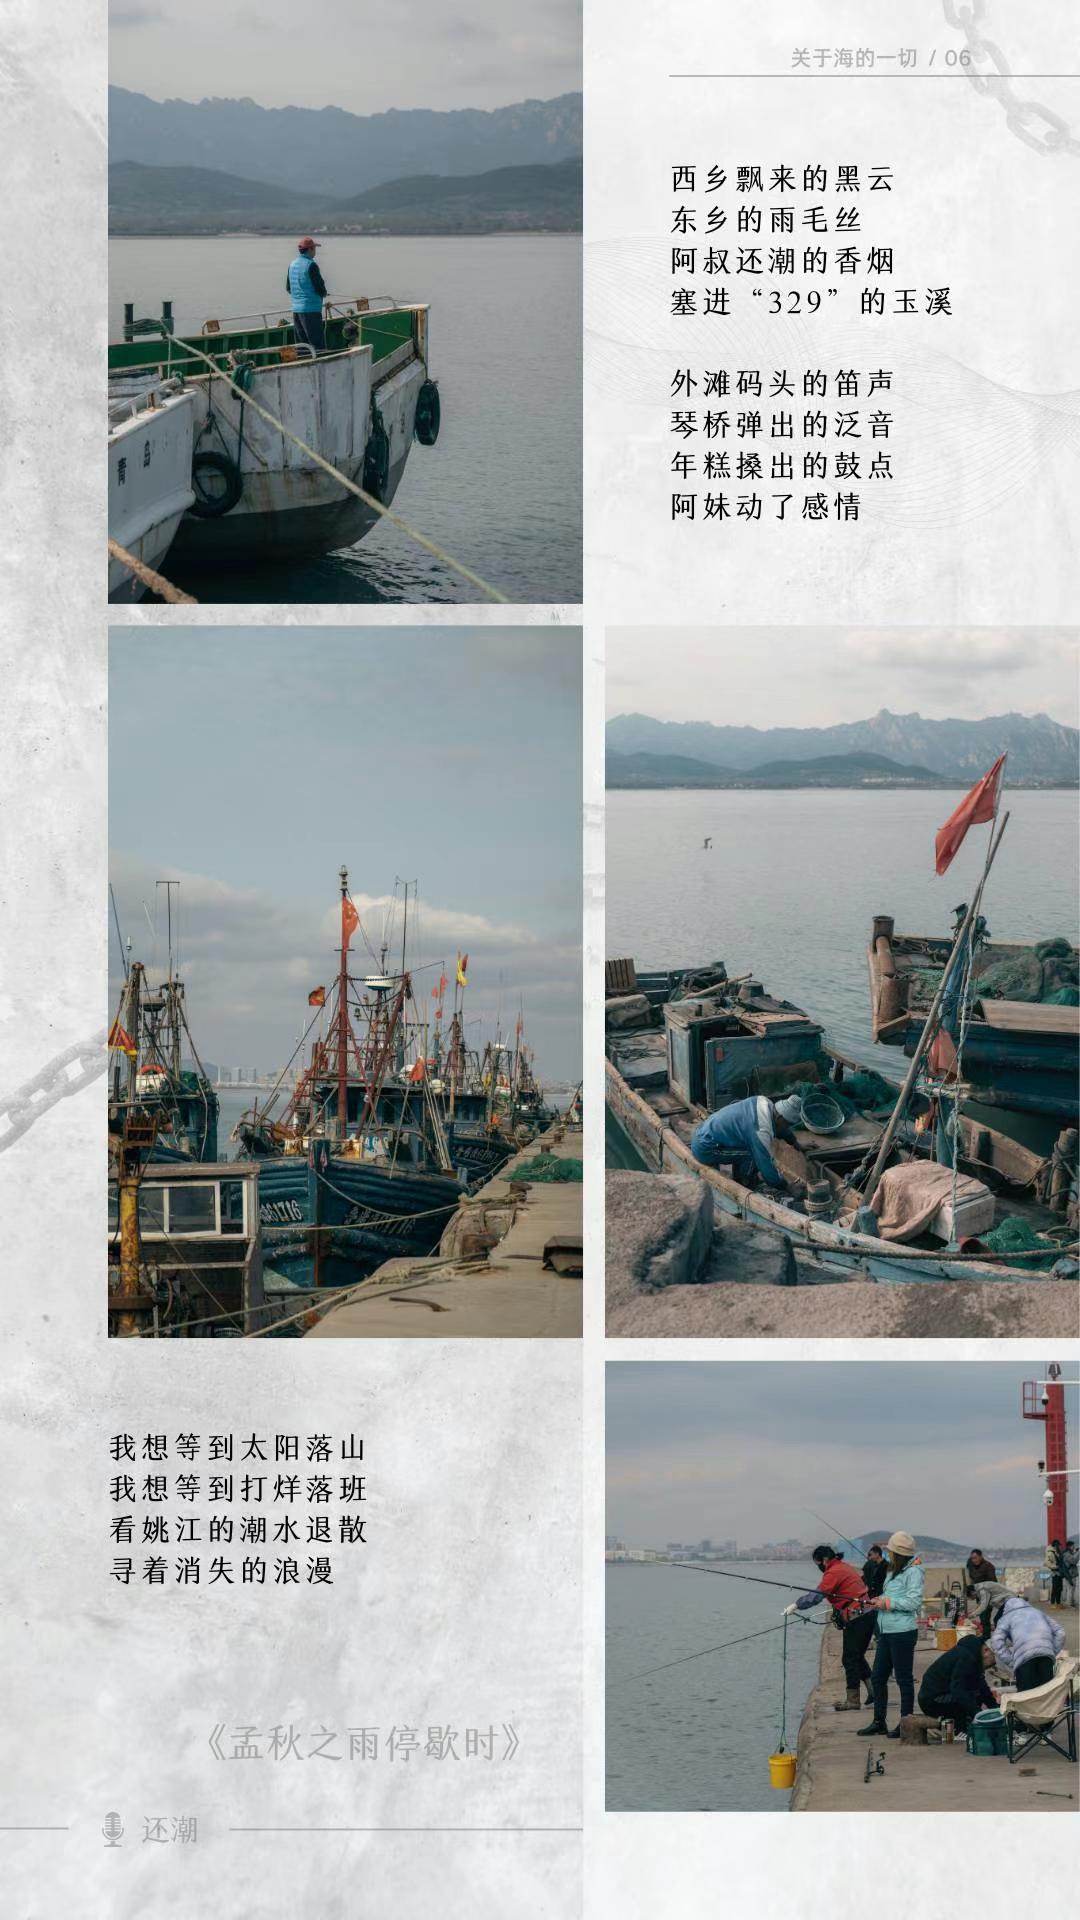 关于海的一切 / 06
西乡飘来的黑云
东乡的雨毛丝
阿叔还潮的香烟
塞进“329”的玉溪
外滩码头的笛声
琴桥弹出的泛音
年糕搡出的鼓点
阿妹动了感情
青岛
61716
我想等到太阳落山
我想等到打烊落班
看姚江的潮水退散
寻着消失的浪漫
《孟秋之雨停歇时》
还潮